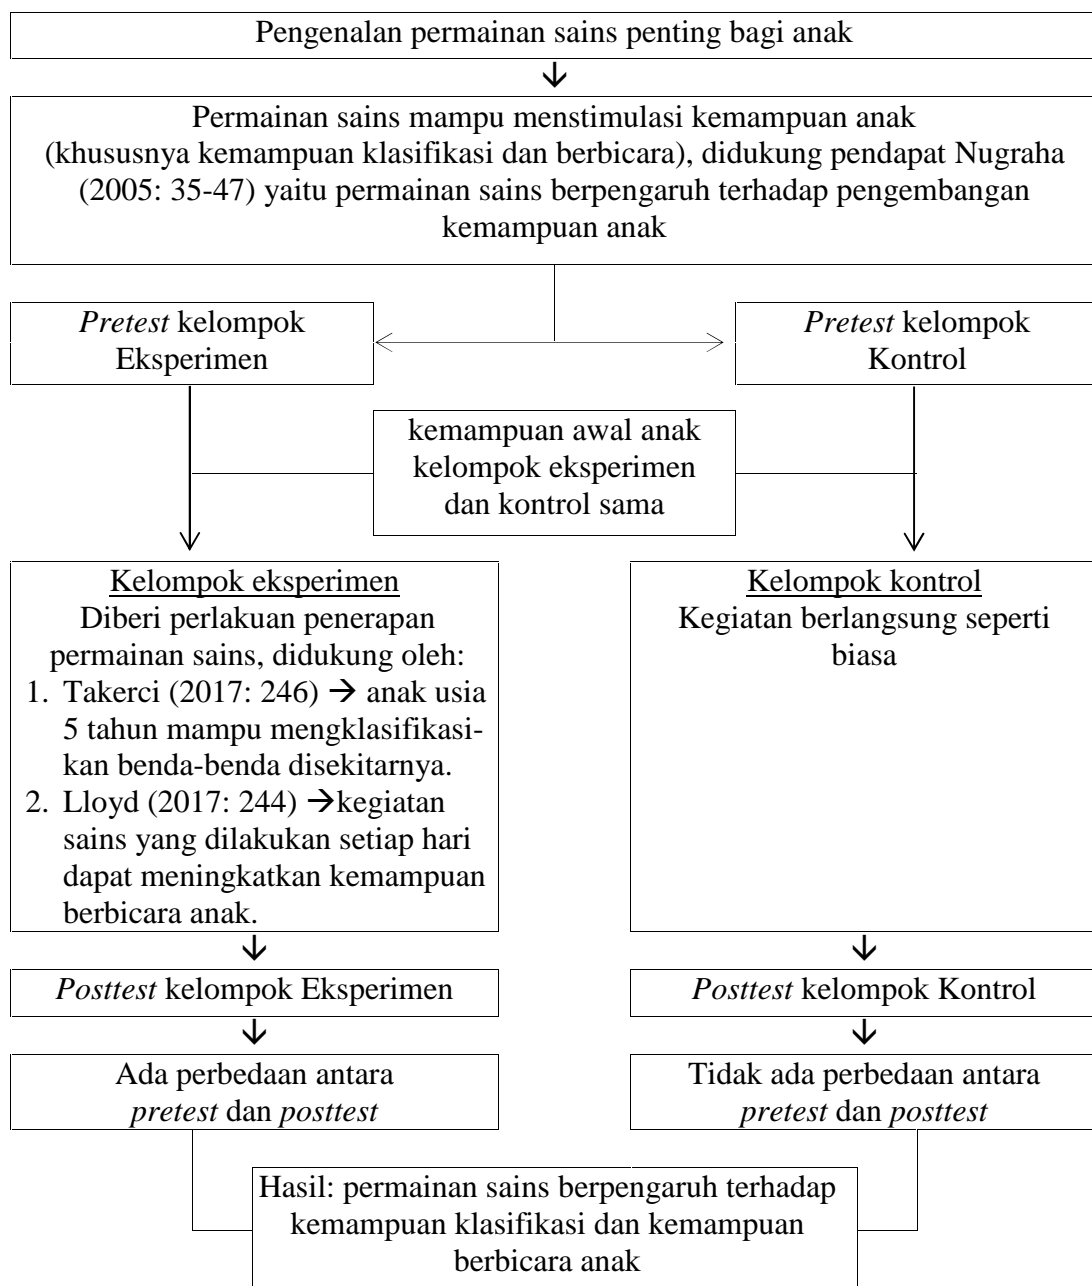 Pengenalan permainan sains penting bagi anak
Permainan sains mampu menstimulasi kemampuan anak
(khususnya kemampuan klasifikasi dan berbicara), didukung pendapat Nugraha
(2005: 35-47) yaitu permainan sains berpengaruh terhadap pengembangan
kemampuan anak
Pretest kelompok
Eksperimen
Pretest kelompok
Kontrol
kemampuan awal anak
kelompok eksperimen
dan kontrol sama
Kelompok eksperimen
Diberi perlakuan penerapan
permainan sains, didukung oleh:
1. Takerci (2017: 246) → anak usia
5 tahun mampu mengklasifikasi-
kan benda-benda disekitarnya.
2. Lloyd (2017: 244) →kegiatan
sains yang dilakukan setiap hari
dapat meningkatkan kemampuan
berbicara anak.
Kelompok kontrol
Kegiatan berlangsung seperti
biasa
Posttest kelompok Eksperimen
Posttest kelompok Kontrol
Ada perbedaan antara
pretest dan posttest
Tidak ada perbedaan antara
pretest dan posttest
Hasil: permainan sains berpengaruh terhadap
kemampuan klasifikasi dan kemampuan
berbicara anak